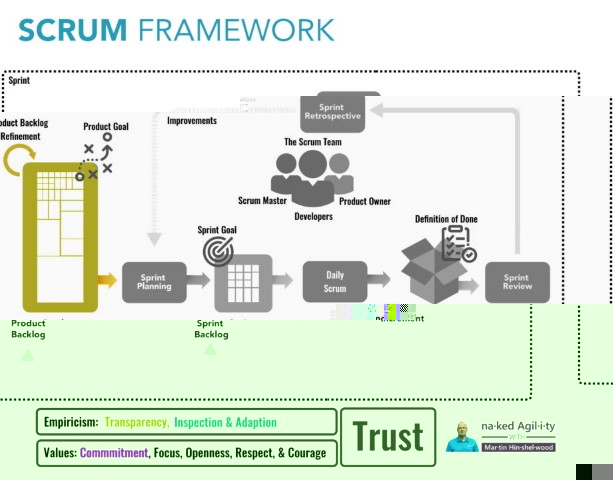 SCRUM FRAMEWORK
Sprint
Sprint
Retrospective
Product Goal
Backlog
Refinement
Improvements
The Scrum Team
Scrum Master
Product Owner
Developers
Sprint Goal
Definition of Done
Sprint
Planning
Daily
Scrum
Sprint
Review
Product
Backlog
Sprint
Backlog
Empiricism: Transparency, Inspection & Adaption
Values: Commmitment, Focus, Openness, Respect, & Courage
Trust
na·ked Agil·i·ty
WITH
Mar·tin Hin·shel·wood